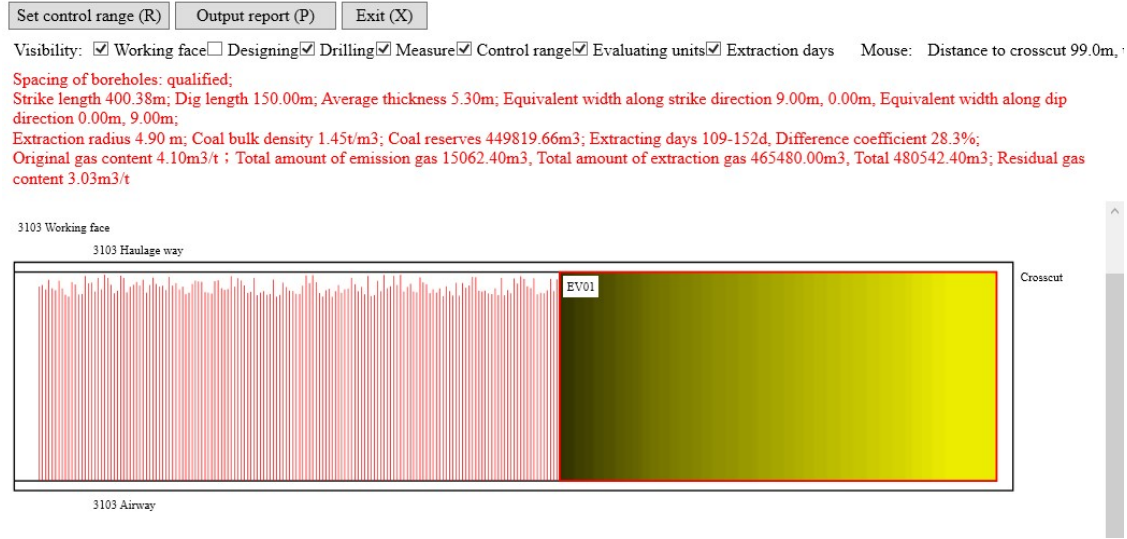 Set control range (R) Output report (P) Exit (X)
Visibility: Working face Designing Drilling Measure Control range Evaluating units Extraction days Mouse: Distance to crosscut 99.0m,
Spacing of boreholes: qualified;
Strike length 400.38m; Dig length 150.00m; Average thickness 5.30m; Equivalent width along strike direction 9.00m, 0.00m, Equivalent width along dip
direction 0.00m, 9.00m;
Extraction radius 4.90 m; Coal bulk density 1.45t/m3; Coal reserves 449819.66m3; Extracting days 109-152d, Difference coefficient 28.3%;
Original gas content 4.10m3/t；Total amount of emission gas 15062.40m3, Total amount of extraction gas 465480.00m3, Total 480542.40m3; Residual gas
content 3.03m3/t
3103 Working face
3103 Haulage way
Crosscut
EV01
3103 Airway